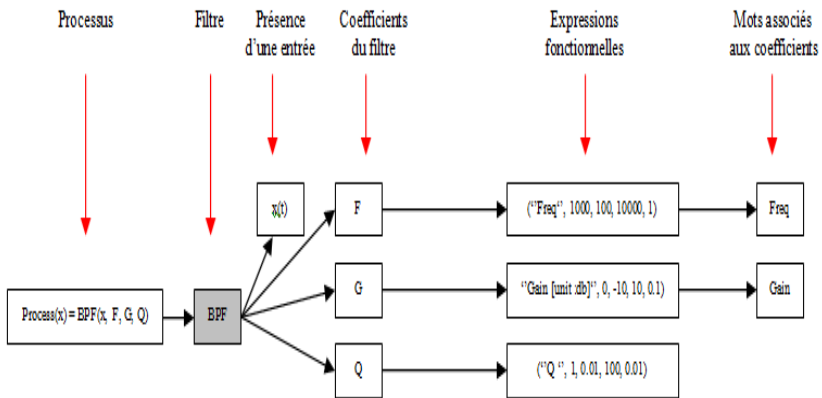 Processus
Filtre
Présence
d'une entrée
Coefficients
du filtre
Expressions
fonctionnelles
Mots associés
aux coefficients
x(t)
F
(‘'Freq‘', 1000, 100, 10000, 1)
Freq
Process(x) = BPF(x, F, G, Q)
BPF
G
‘'Gain [unit :db]‘', 0, -10, 10, 0.1)
Gain
Q
(‘'Q ‘', 1, 0.01, 100, 0.01)